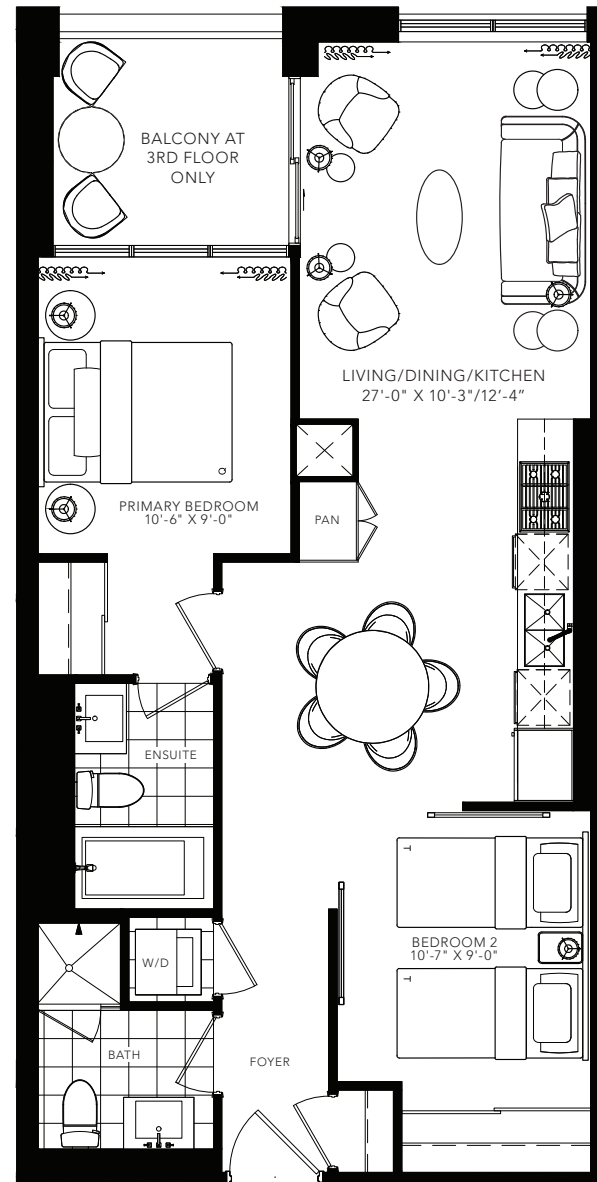 BALCONY AT
3RD FLOOR
ONLY
LIVING/DINING/KITCHEN
27'-0" X 10'-3"/12'-4"
PRIMARY BEDROOM
10'-6" X 9'-0"
PAN
ENSUITE
BEDROOM 2
10'-7" X 9'-0"
W/D
BATH
FOYER